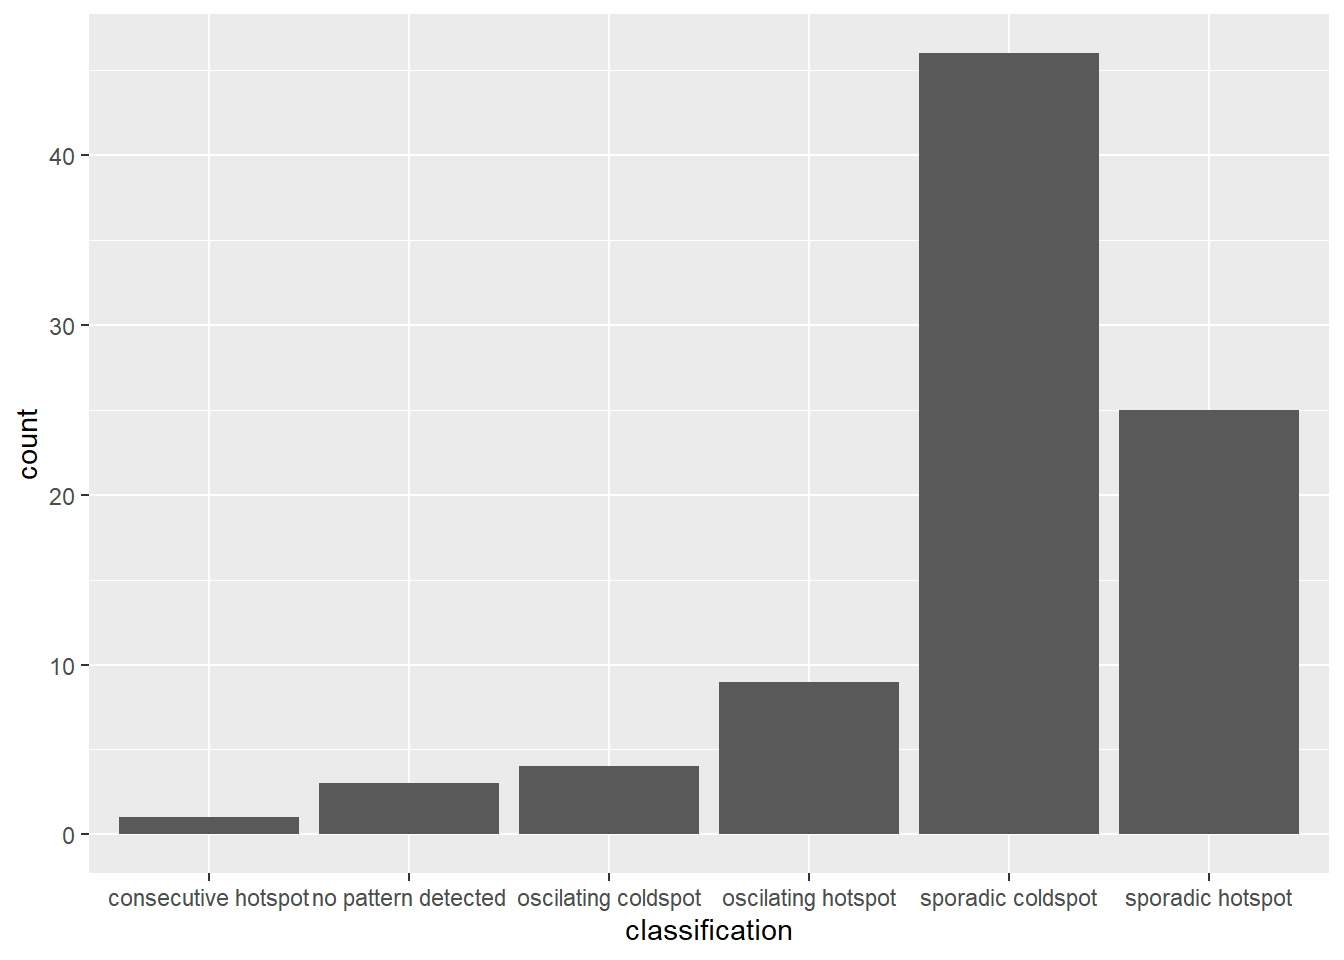 count
40
30
20
10
0
consecutive hotspot no pattern detected oscilating coldspot oscilating hotspot sporadic coldspot sporadic hotspot
classification